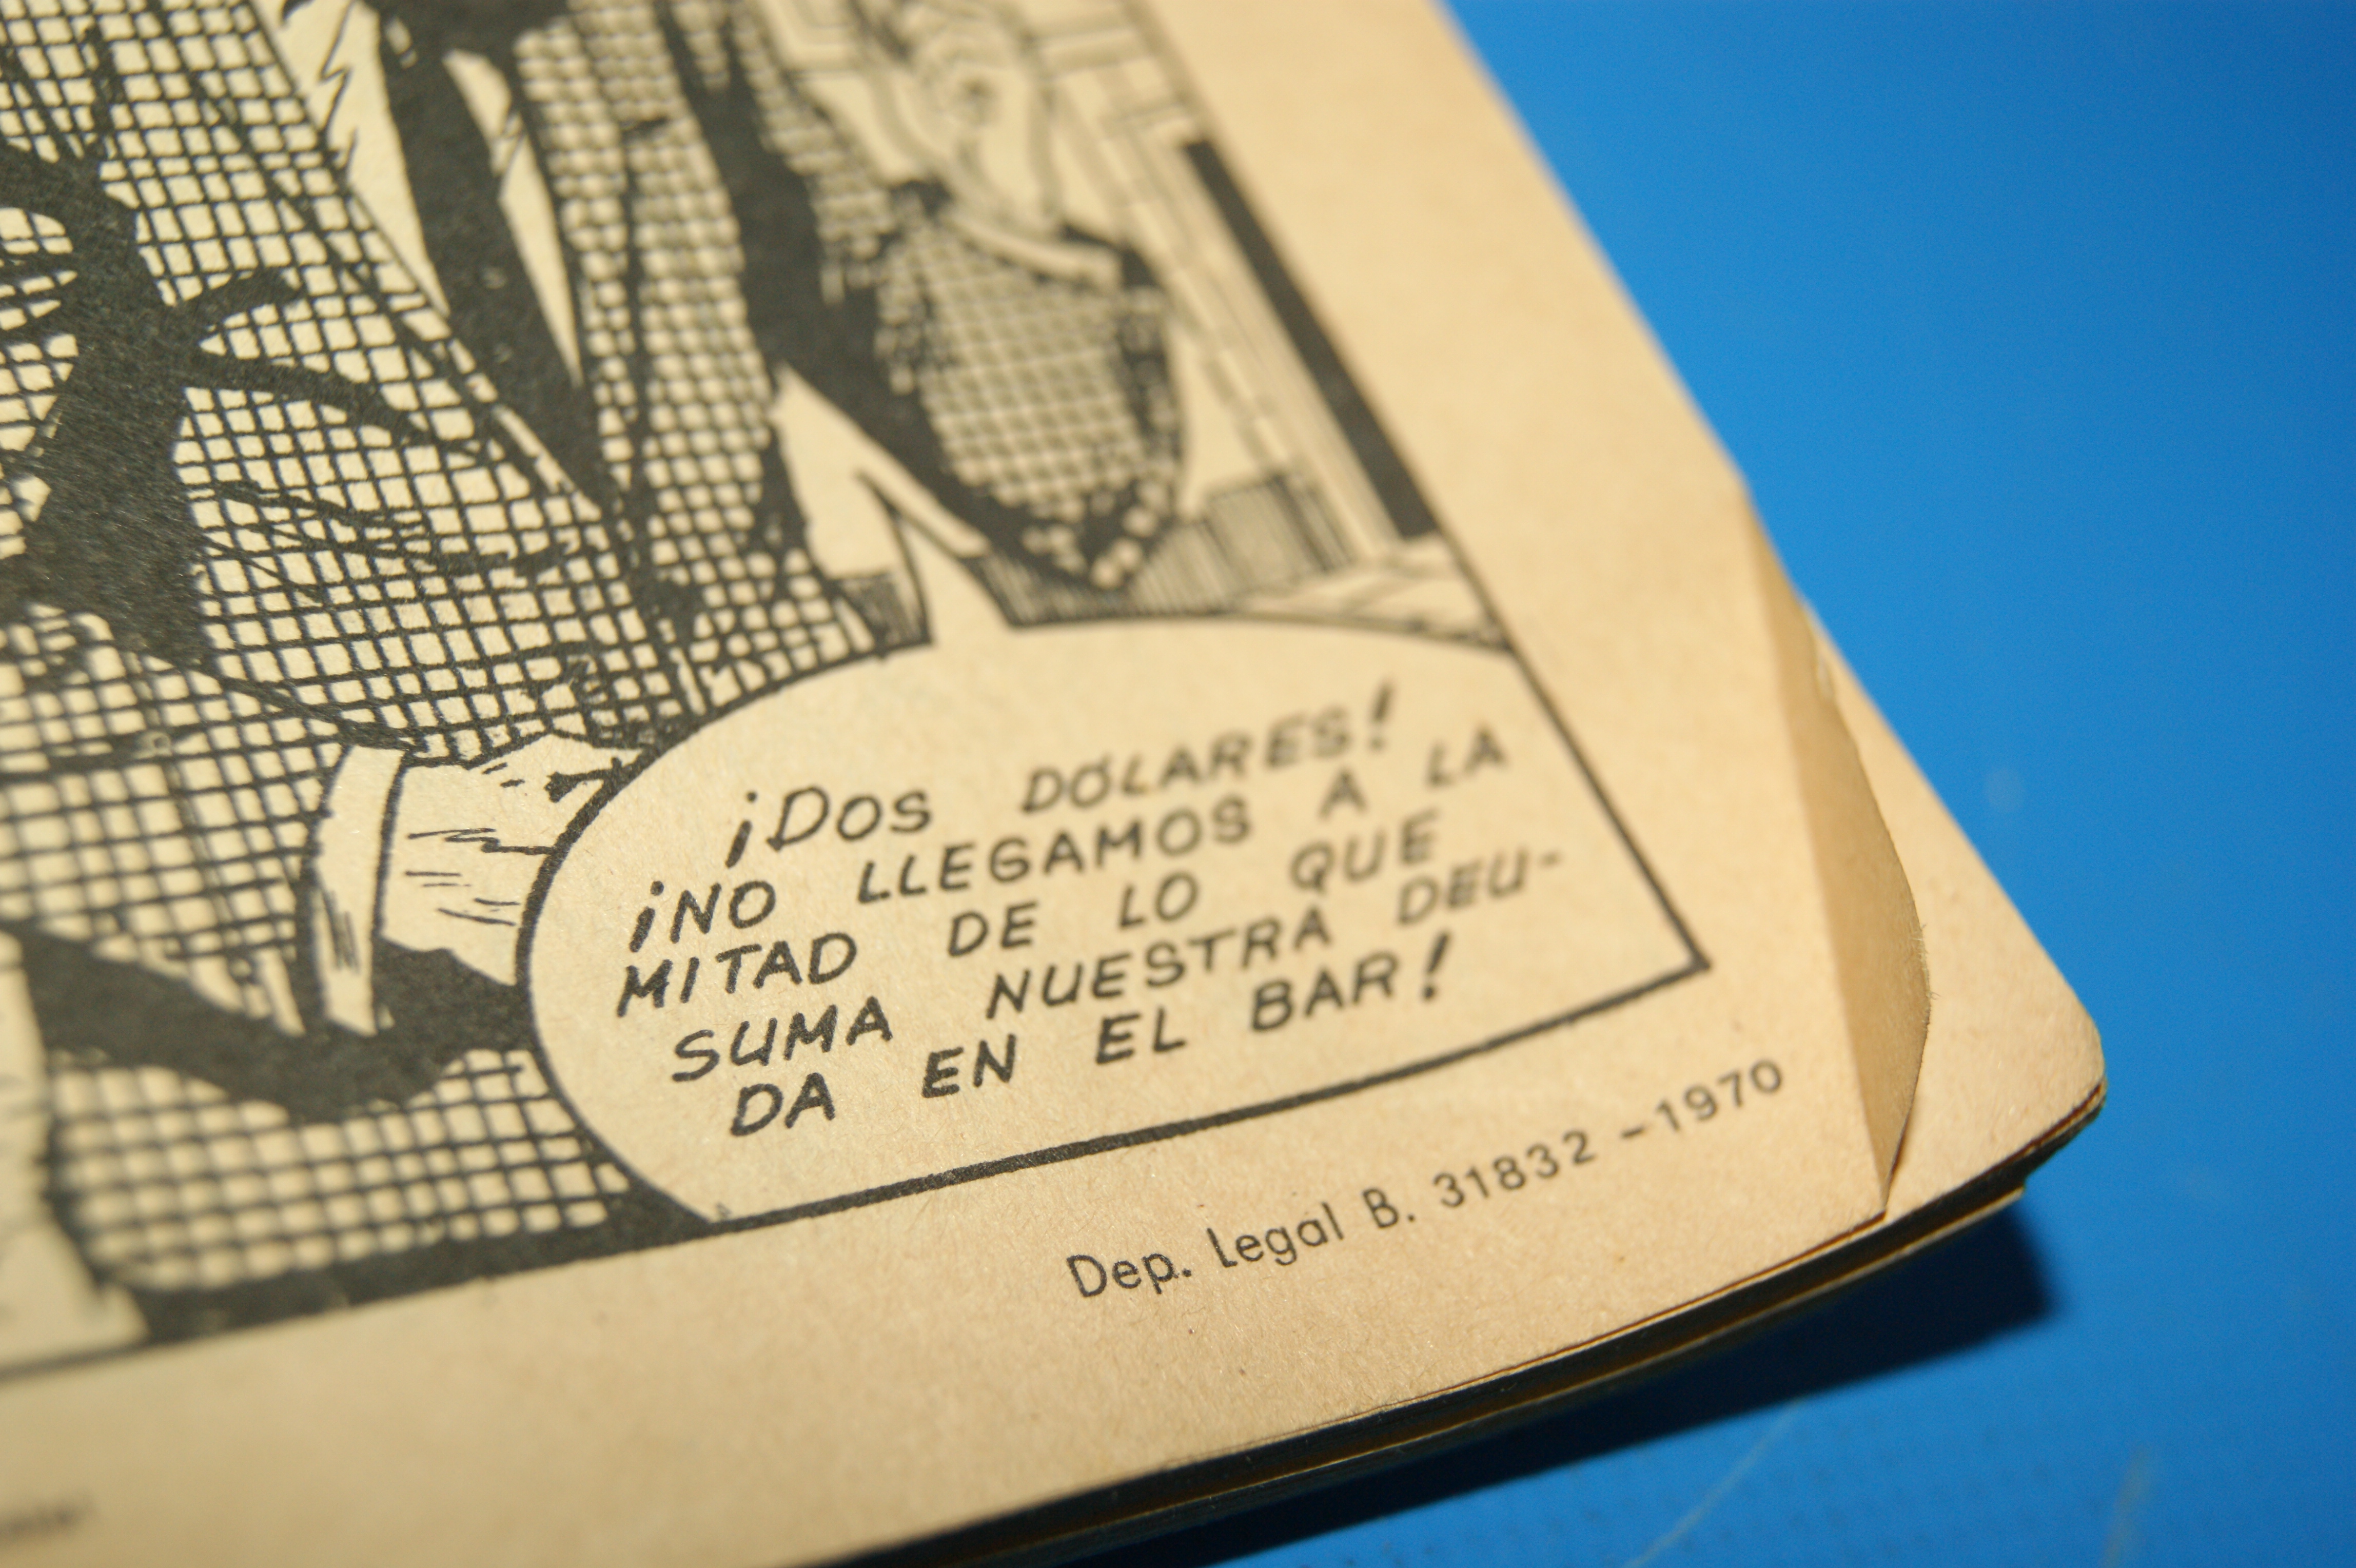 ¡DOS DÓLARES!
¡NO LLEGAMOS A LA
MITAD DE LO QUE
SUMA NUESTRA DEU-
DA EN EL BAR!
Dep. Legal B. 31832 - 1970